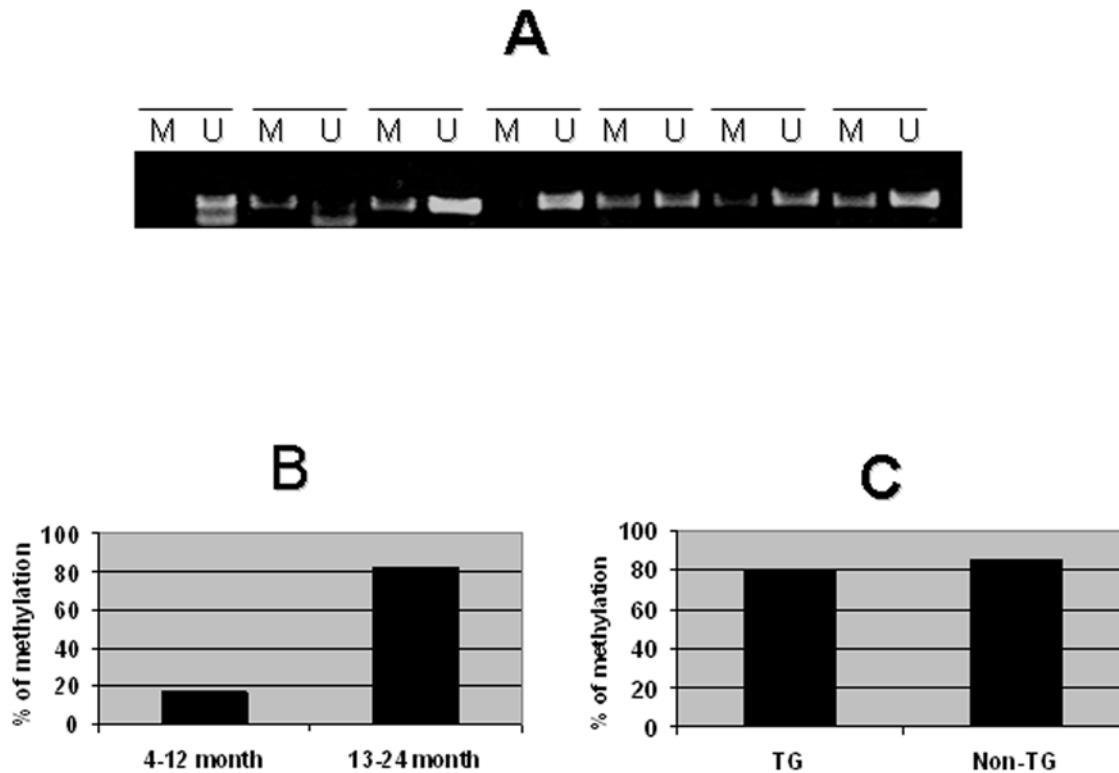 A
M U M U M U M U M U M U M U
B
% of methylation
100
80
60
40
20
0
4-12 month 13-24 month
C
% of methylation
100
80
60
40
20
0
TG Non-TG